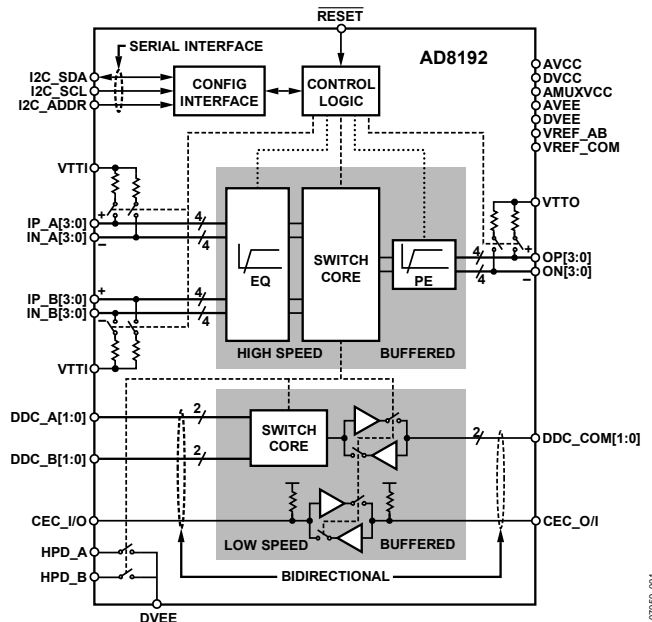 RESET
AD8192
SERIAL INTERFACE
I2C_SDA
I2C_SCL
I2C_ADDR
CONFIG
INTERFACE
CONTROL
LOGIC
AVCC
DVCC
AMUXVCC
AVEE
DVEE
VREF_AB
VREF_COM
VTTI
VTTO
+
IP_A[3:0]
IN_A[3:0]
–
4
4
EQ
SWITCH
CORE
PE
4
4
+
OP[3:0]
ON[3:0]
–
+
IP_B[3:0]
IN_B[3:0]
–
4
4
HIGH SPEED
BUFFERED
VTTI
DDC_A[1:0]
2
DDC_B[1:0]
2
SWITCH
CORE
2
DDC_COM[1:0]
CEC_I/O
CEC_O/I
LOW SPEED
BUFFERED
HPD_A
HPD_B
BIDIRECTIONAL
DVEE